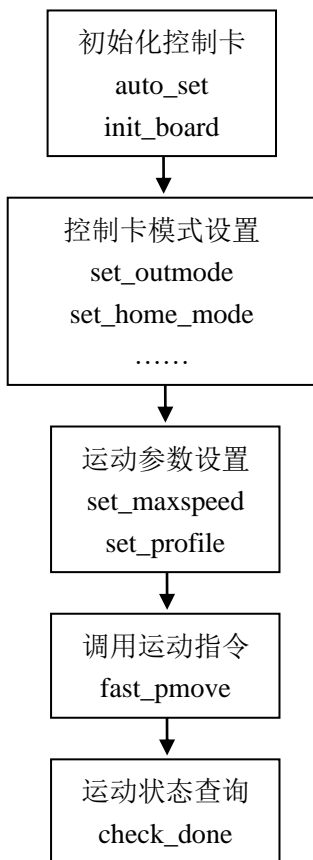 初始化控制卡
auto_set
init_board
控制卡模式设置
set_outmode
set_home_mode
……
运动参数设置
set_maxspeed
set_profile
调用运动指令
fast_pmove
运动状态查询
check_done